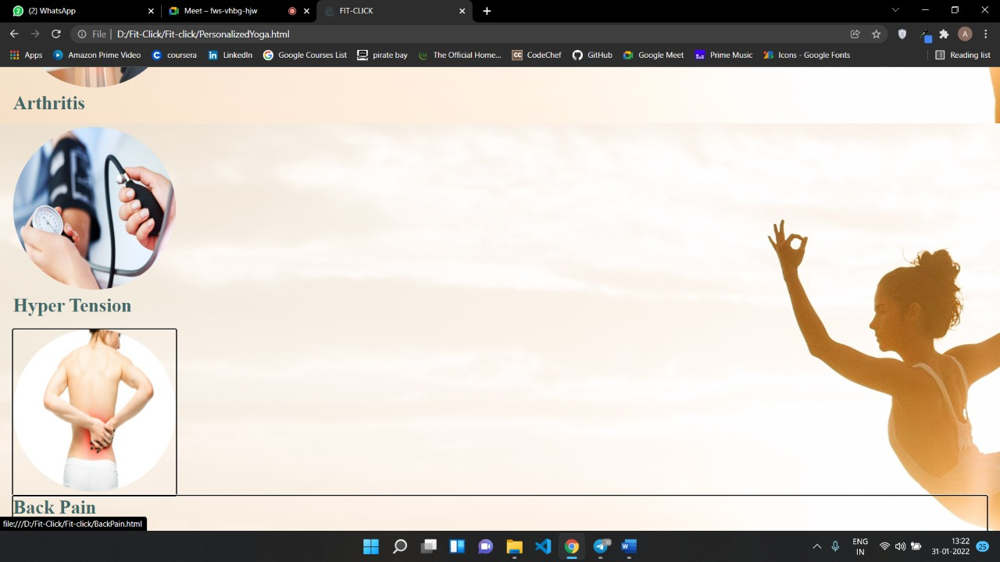 (2) WhatsApp
Meet – fws-vhbg-hjw
FIT-CLICK
File
D:/Fit-Click/Fit-click/PersonalizedYoga.html
A
Apps
Amazon Prime Video
coursera
LinkedIn
Google Courses List
pirate bay
The Official Home...
CodeChef
GitHub
Google Meet
Prime Music
Icons - Google Fonts
Reading list
Arthritis
Hyper Tension
Back Pain
file:///D:/Fit-Click/Fit-click/BackPain.html
ENG
IN
13:22
31-01-2022
25